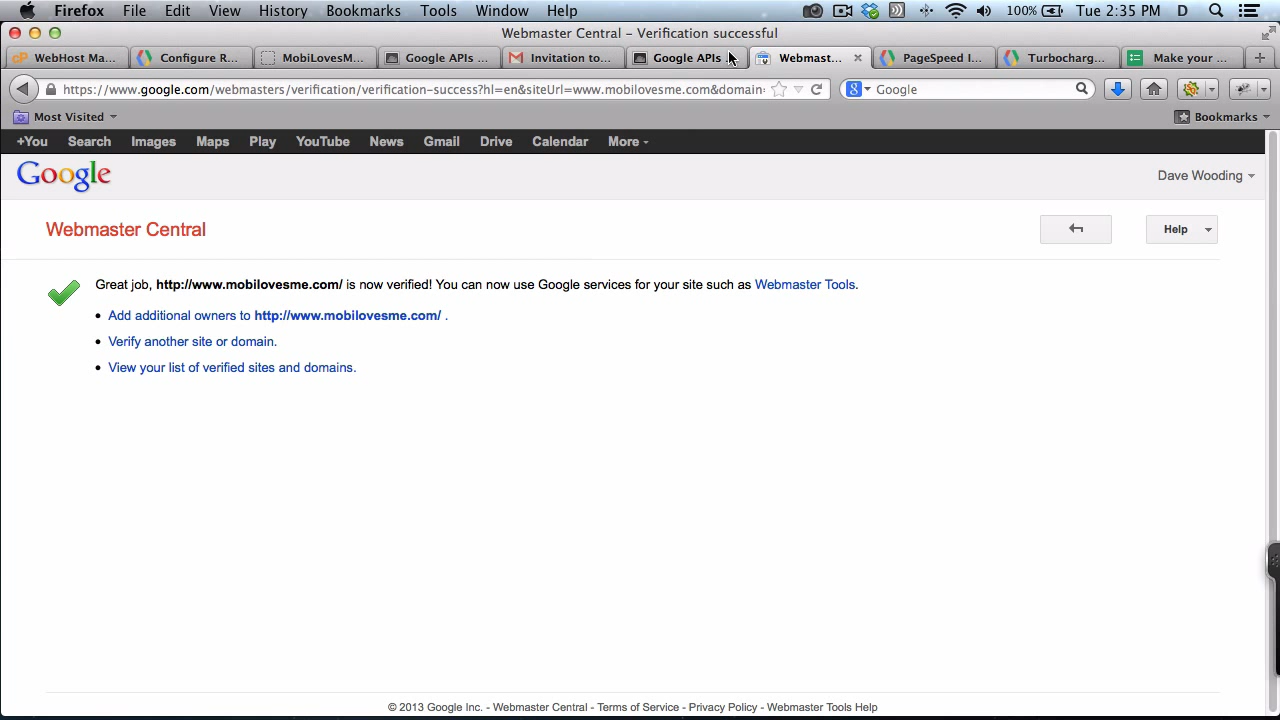 Firefox File Edit View History Bookmarks Tools Window Help 100% Tue 2:35 PM D
Webmaster Central – Verification successful
WebHost Ma... Configure R... MobiLovesM... Google APIs ... Invitation to... Google APIs Webmast... PageSpeed I... Turbocharg... Make your ...
https://www.google.com/webmasters/verification/verification-success?hl=en&siteUrl=www.mobilovesme.com&domain: Google
Most Visited Bookmarks
+You Search Images Maps Play YouTube News Gmail Drive Calendar More
Google Dave Wooding
Webmaster Central Help
Great job, http://www.mobilovesme.com/ is now verified! You can now use Google services for your site such as Webmaster Tools.
• Add additional owners to http://www.mobilovesme.com/ .
• Verify another site or domain.
• View your list of verified sites and domains.
© 2013 Google Inc. - Webmaster Central - Terms of Service - Privacy Policy - Webmaster Tools Help